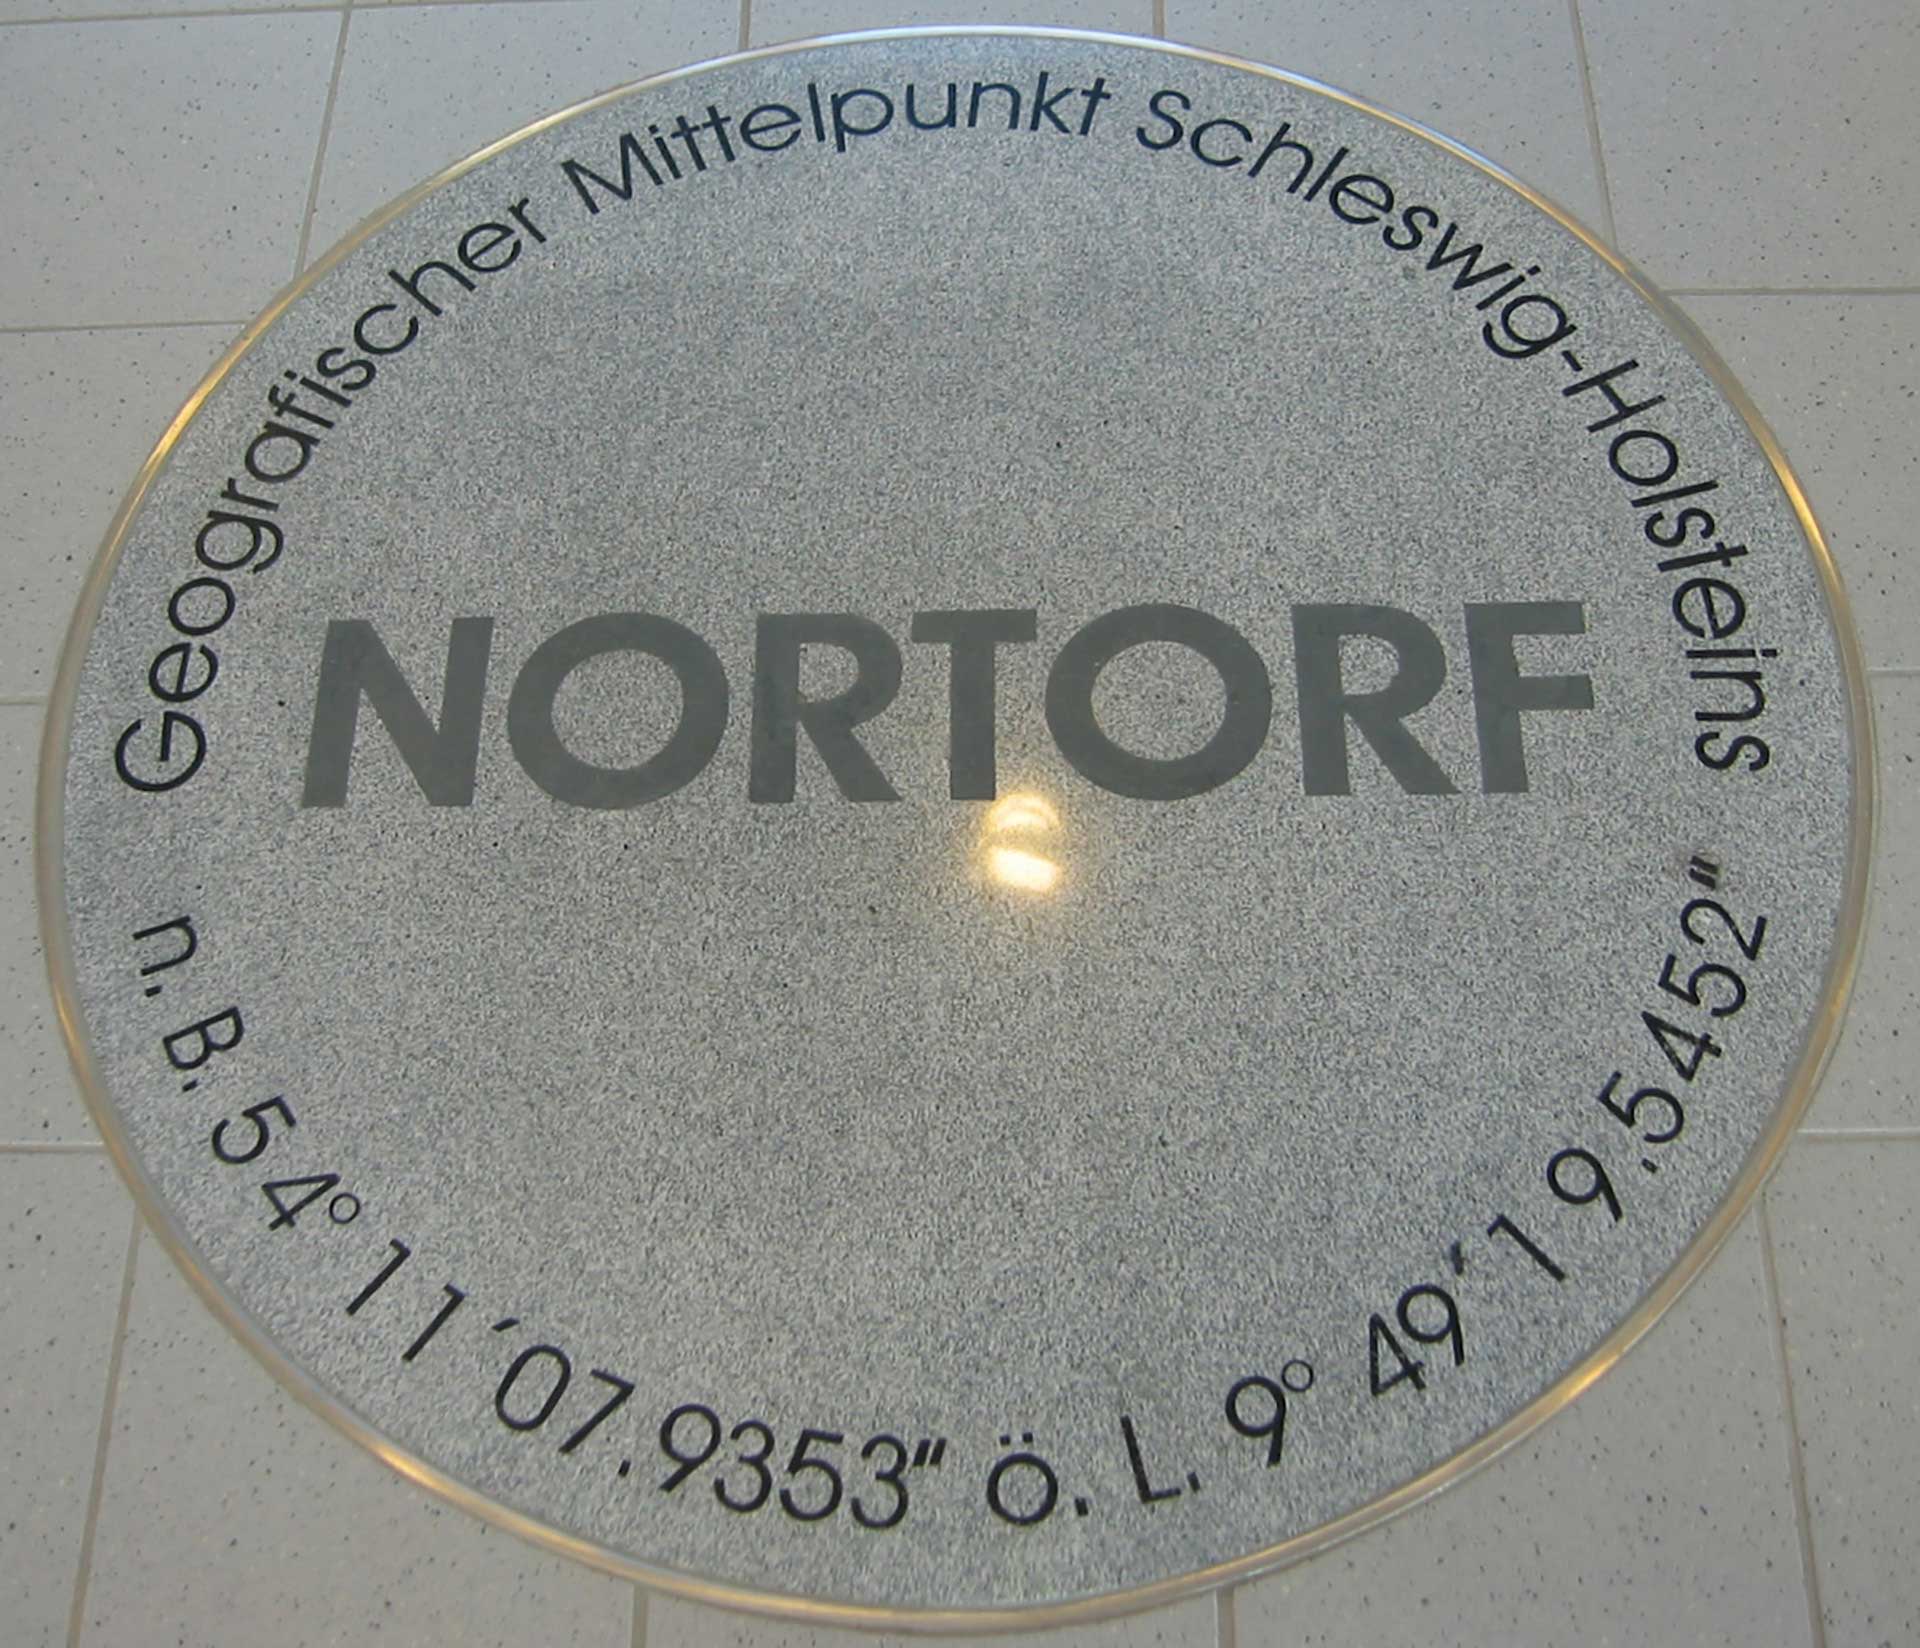 Geografischer Mittelpunkt Schleswig-Holsteins
NORTORF
n. B. 54° 11´07.9353" ö. L. 9° 49´19.5452"